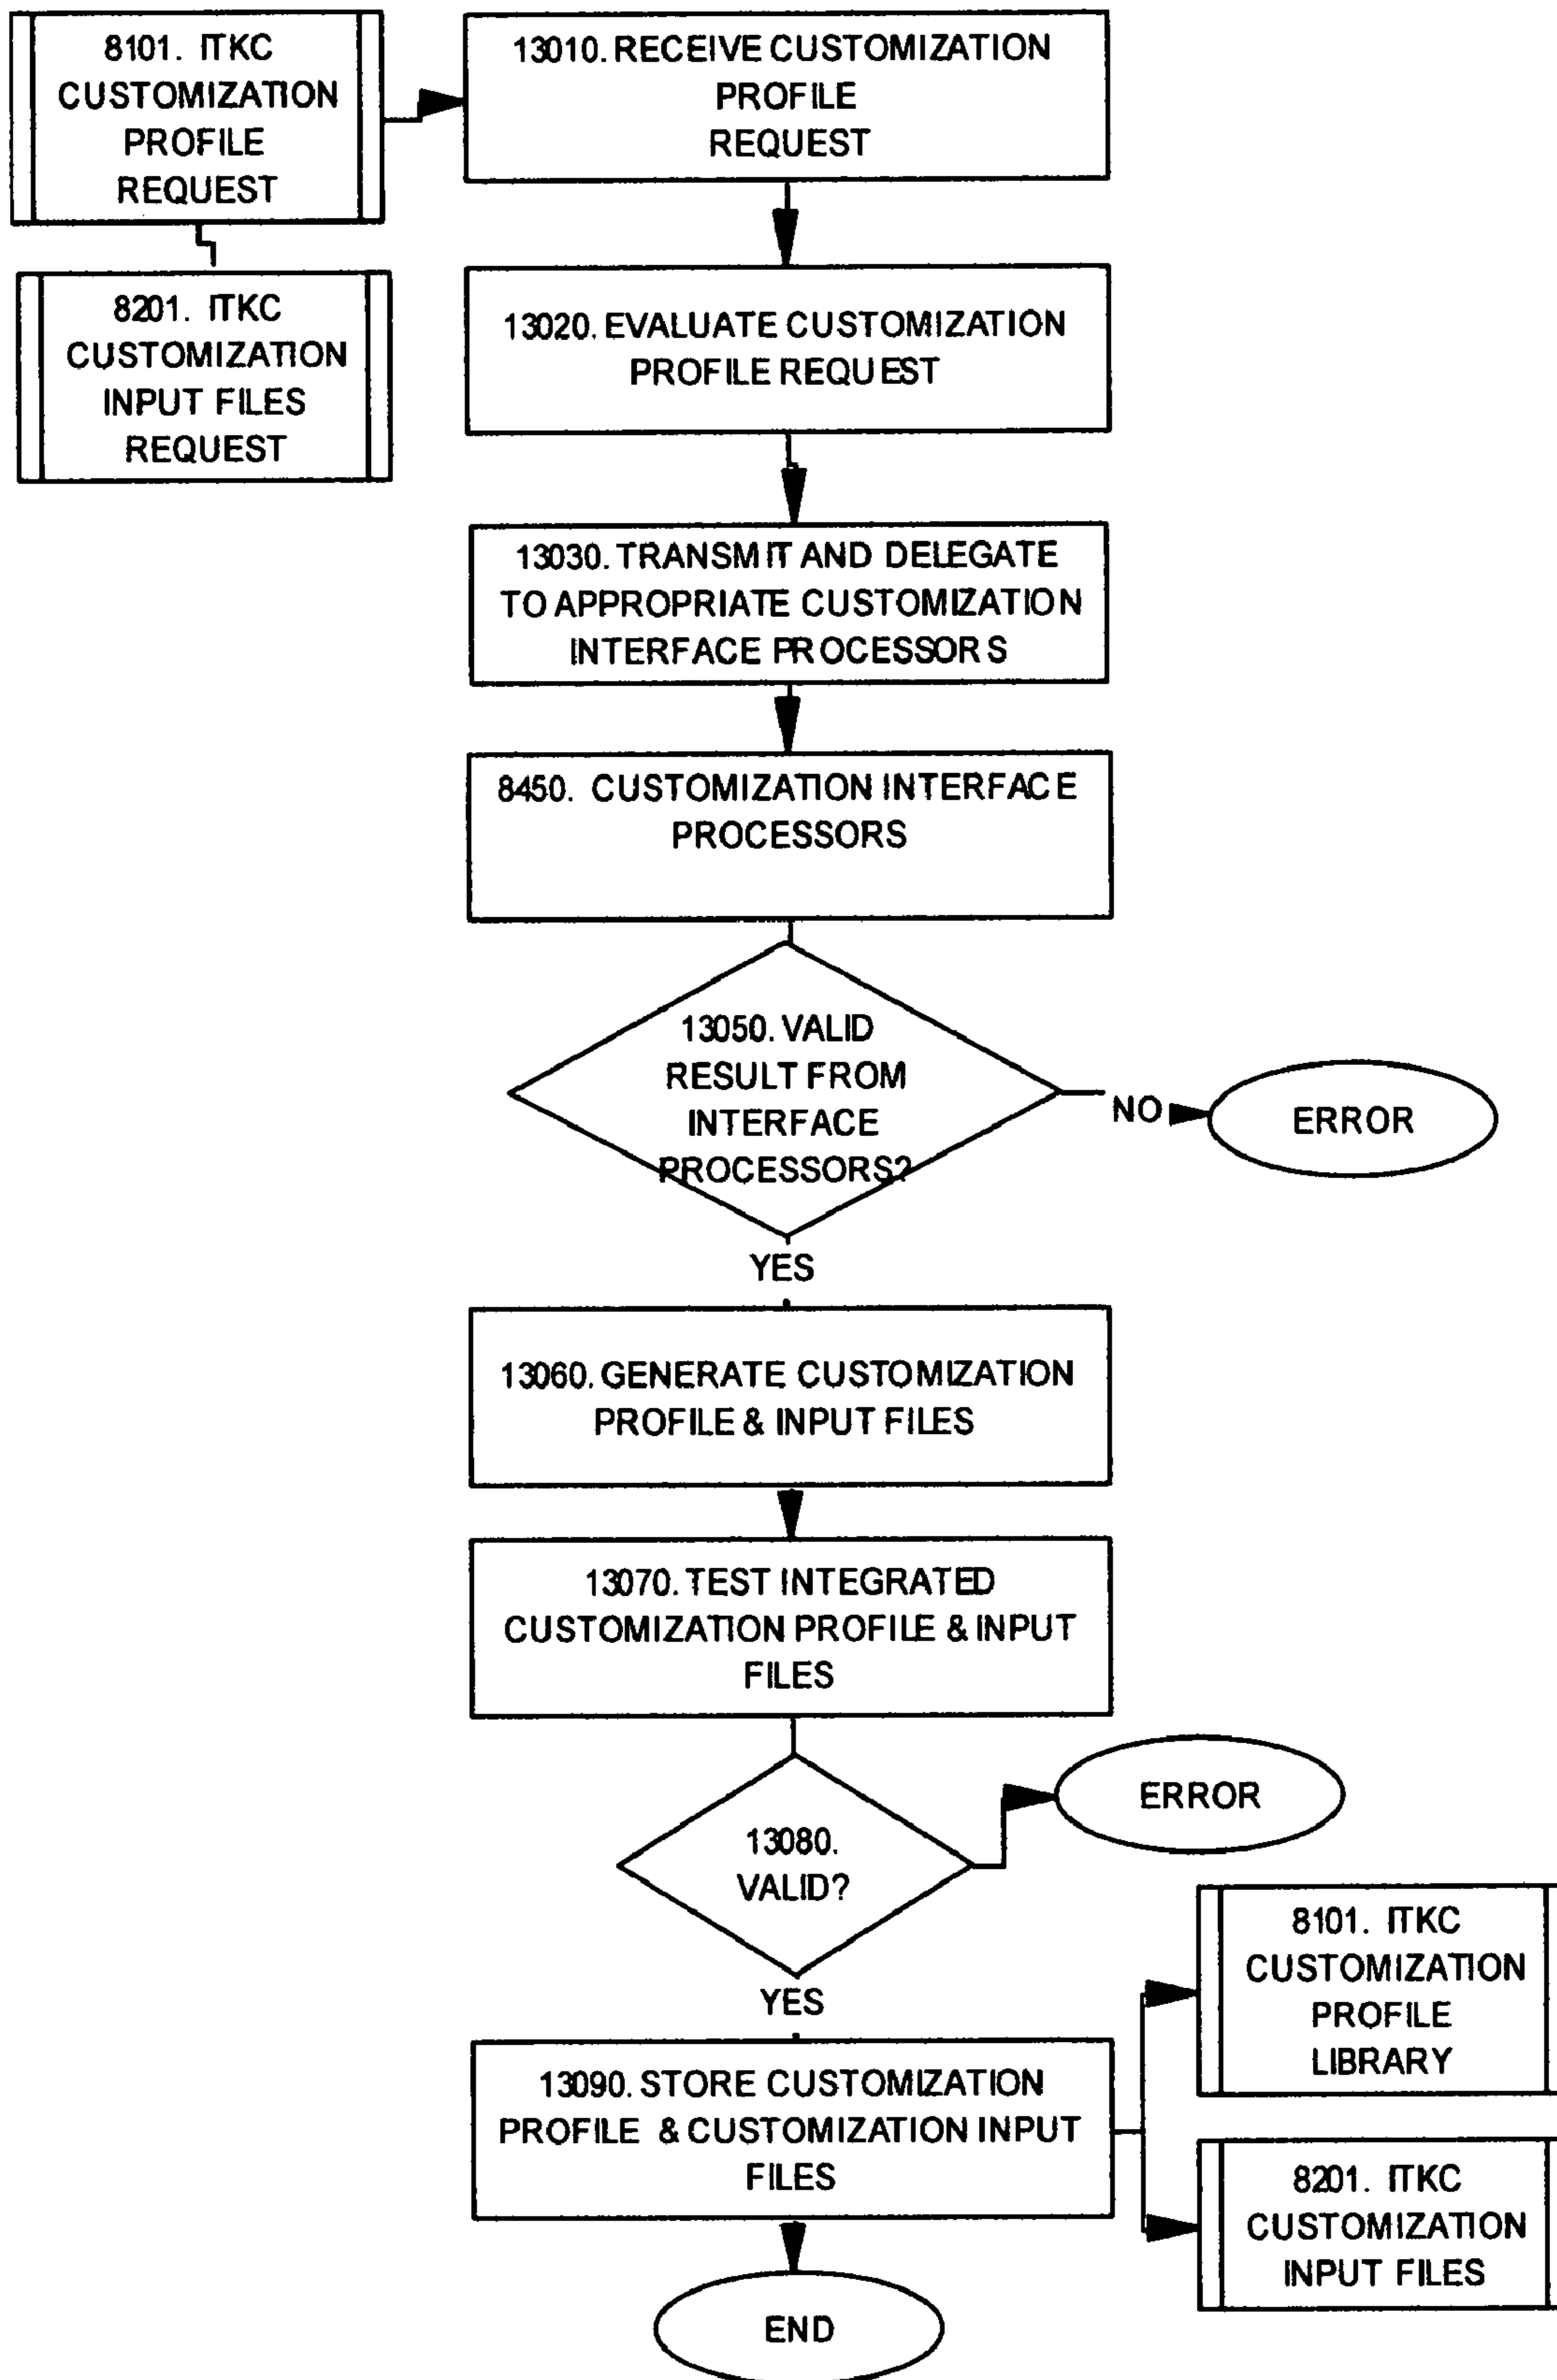 8101. ITKC
CUSTOMIZATION
PROFILE
REQUEST
13010. RECEIVE CUSTOMIZATION
PROFILE
REQUEST
8201. ITKC
CUSTOMIZATION
INPUT FILES
REQUEST
13020. EVALUATE CUSTOMIZATION
PROFILE REQUEST
13030. TRANSMIT AND DELEGATE
TO APPROPRIATE CUSTOMIZATION
INTERFACE PROCESSORS
8450. CUSTOMIZATION INTERFACE
PROCESSORS
13050. VALID
RESULT FROM
INTERFACE
PROCESSORS?
NO
ERROR
YES
13060. GENERATE CUSTOMIZATION
PROFILE & INPUT FILES
13070. TEST INTEGRATED
CUSTOMIZATION PROFILE & INPUT
FILES
13080.
VALID?
ERROR
YES
13090. STORE CUSTOMIZATION
PROFILE & CUSTOMIZATION INPUT
FILES
8101. ITKC
CUSTOMIZATION
PROFILE
LIBRARY
8201. ITKC
CUSTOMIZATION
INPUT FILES
END